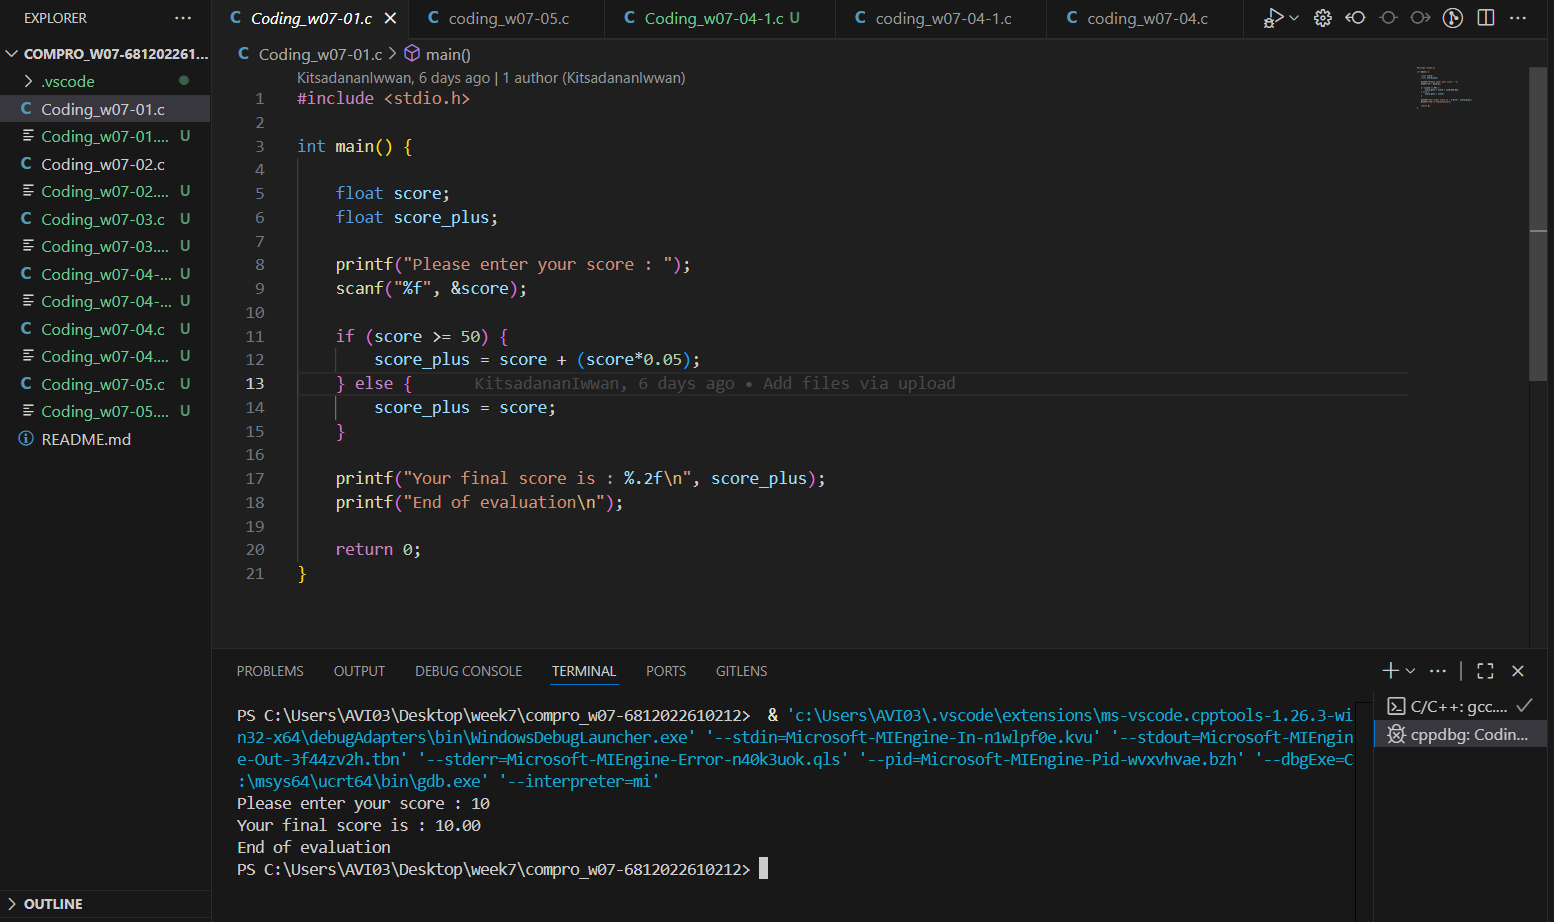 EXPLORER
COMPRO_W07-681202261...
.vscode
Coding_w07-01.c
Coding_w07-01.... U
Coding_w07-02.c
Coding_w07-02.... U
Coding_w07-03.c U
Coding_w07-03.... U
Coding_w07-04-... U
Coding_w07-04-... U
Coding_w07-04.c U
Coding_w07-04.... U
Coding_w07-05.c U
Coding_w07-05.... U
README.md
OUTLINE
Coding_w07-01.c coding_w07-05.c Coding_w07-04-1.c U coding_w07-04-1.c coding_w07-04.c
Coding_w07-01.c > main()
KitsadananIwwan, 6 days ago | 1 author (KitsadananIwwan)
1 #include <stdio.h>
2
3 int main() {
4
5 float score;
6 float score_plus;
7
8 printf("Please enter your score : ");
9 scanf("%f", &score);
10
11 if (score >= 50) {
12 score_plus = score + (score*0.05);
13 } else { KitsadananIwwan, 6 days ago • Add files via upload
14 score_plus = score;
15 }
16
17 printf("Your final score is : %.2f\n", score_plus);
18 printf("End of evaluation\n");
19
20 return 0;
21 }
PROBLEMS OUTPUT DEBUG CONSOLE TERMINAL PORTS GITLENS
PS C:\Users\AVI03\Desktop\week7\compro_w07-6812022610212> & 'c:\Users\AVI03\.vscode\extensions\ms-vscode.cpptools-1.26.3-wi
n32-x64\debugAdapters\bin\WindowsDebugLauncher.exe' '--stdin=Microsoft-MIEngine-In-n1wlpf0e.kvu' '--stdout=Microsoft-MIEngin
e-Out-3f44zv2h.tbn' '--stderr=Microsoft-MIEngine-Error-n40k3uok.qls' '--pid=Microsoft-MIEngine-Pid-wvxvhvae.bzh' '--dbgExe=C
:\msys64\ucrt64\bin\gdb.exe' '--interpreter=mi'
Please enter your score : 10
Your final score is : 10.00
End of evaluation
PS C:\Users\AVI03\Desktop\week7\compro_w07-6812022610212>
C/C++: gcc....
cppdbg: Codin...